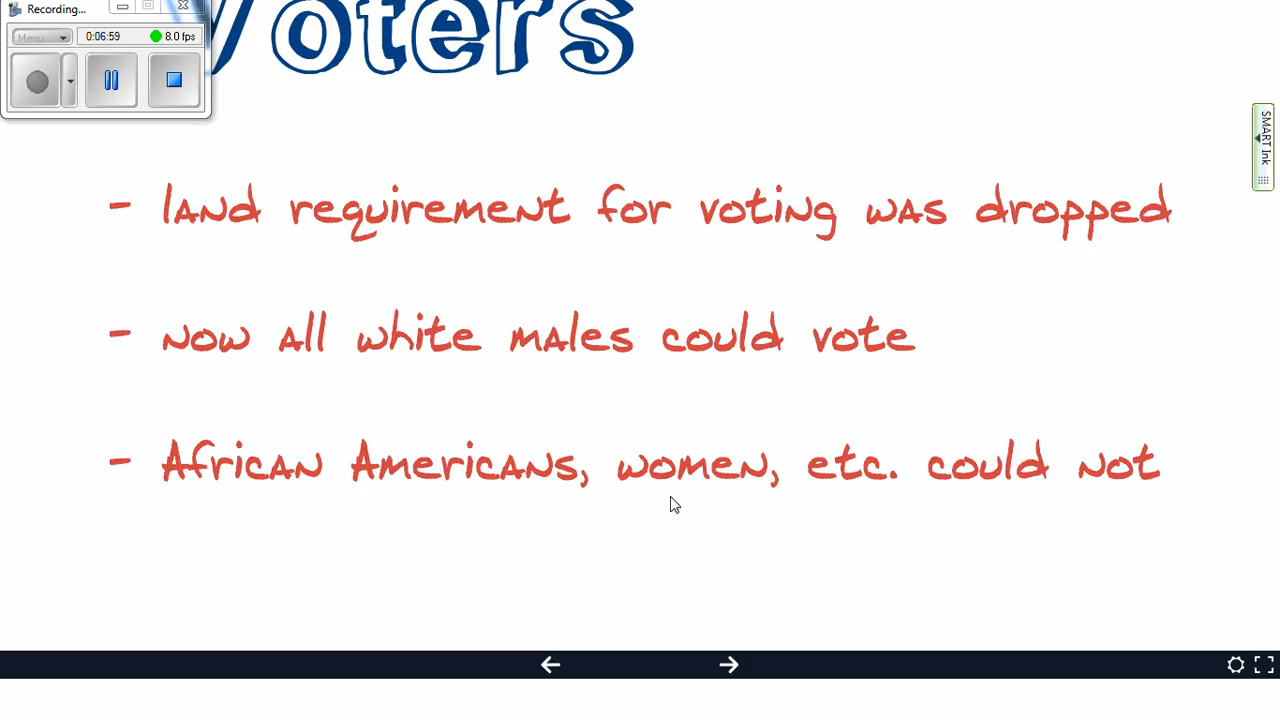 Recording...
Menu
0:06:59
8.0 fps
Voters
SMART Ink
- land requirement for voting was dropped
- now all white males could vote
- African Americans, women, etc. could not